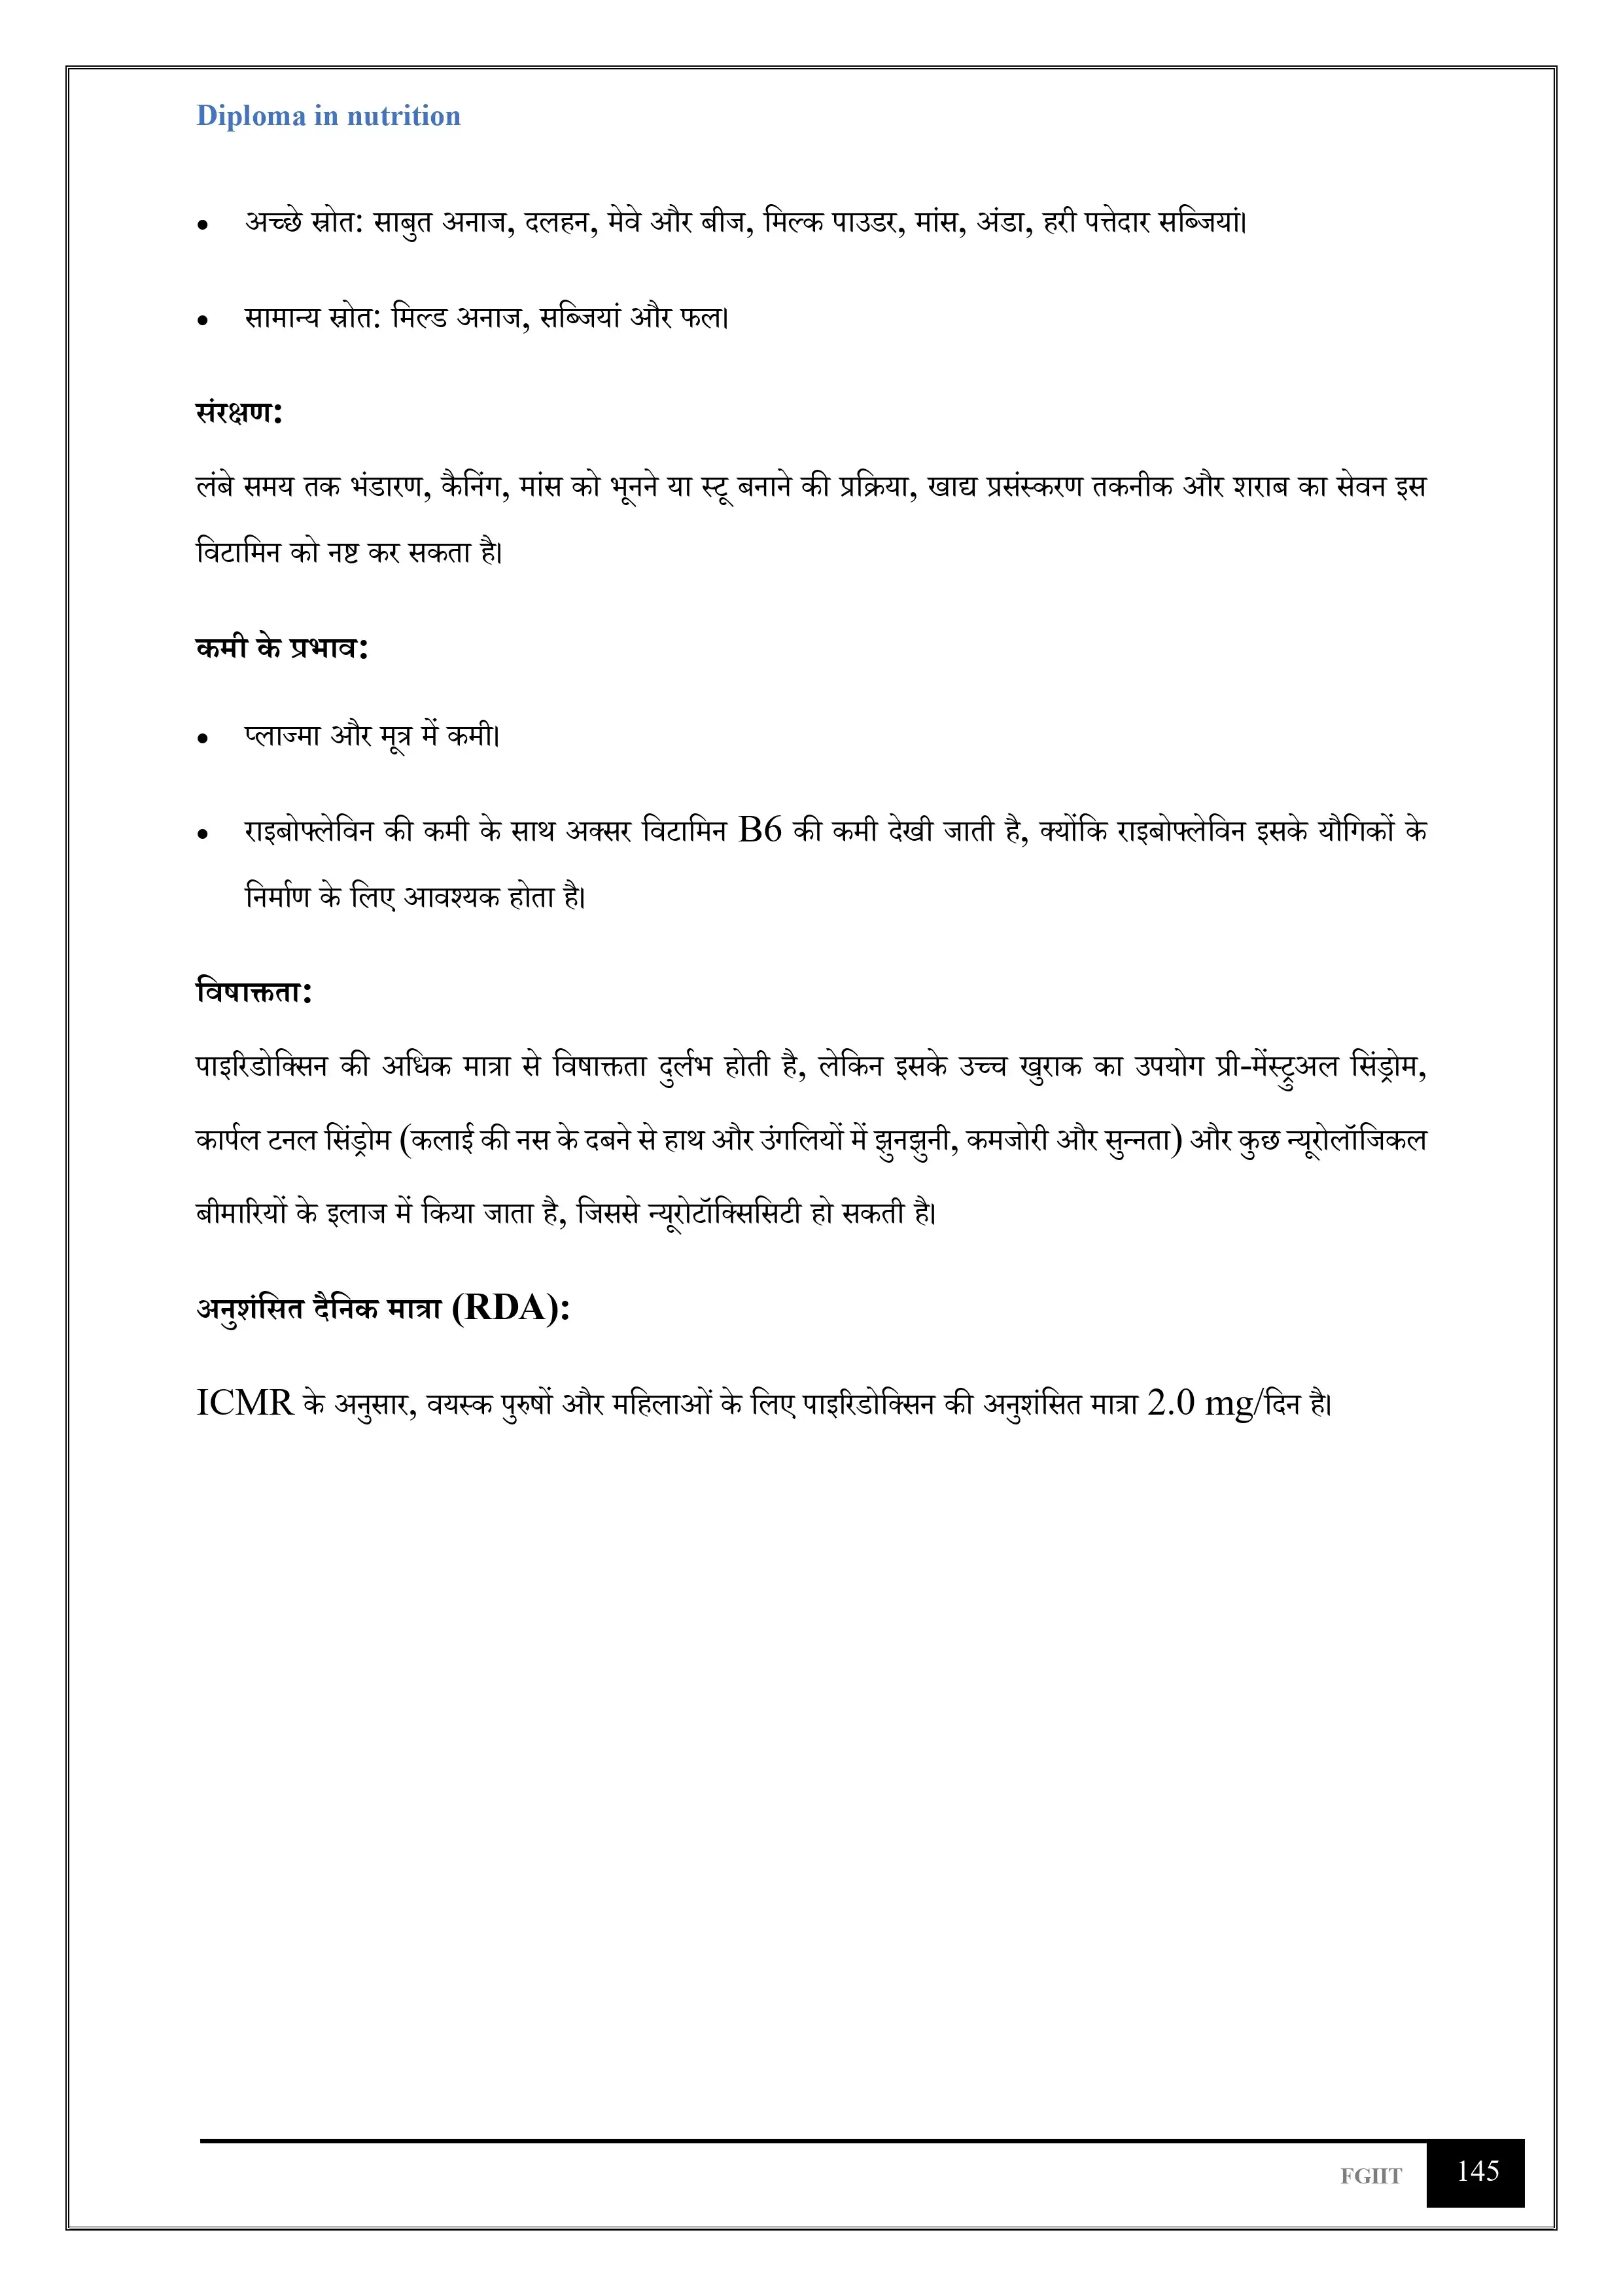 Diploma in nutrition
• अच्छे स्रोत: साबुत अनाज, दलहन, मेवे और बीज, मिल्क पाउडर, मांस, अंडा, हरी पत्तेदार सब्जियां।
• सामान्य स्रोत: मिल्ड अनाज, सब्जियां और फल।
संरक्षण:
लंबे समय तक भंडारण, कैनिंग, मांस को भूनने या स्टू बनाने की प्रक्रिया, खाद्य प्रसंस्करण तकनीक और शराब का सेवन इस
विटामिन को नष्ट कर सकता है।
कमी के प्रभाव:
• प्लाज्मा और मूत्र में कमी।
• राइबोफ्लेविन की कमी के साथ अक्सर विटामिन B6 की कमी देखी जाती है, क्योंकि राइबोफ्लेविन इसके यौगिकों के
निर्माण के लिए आवश्यक होता है।
विषाक्तता:
पाइरिडोक्सिन की अधिक मात्रा से विषाक्तता दुर्लभ होती है, लेकिन इसके उच्च खुराक का उपयोग प्री-मेंस्ट्रुअल सिंड्रोम,
कार्पल टनल सिंड्रोम (कलाई की नस के दबने से हाथ और उंगलियों में झुनझुनी, कमजोरी और सुन्नता) और कुछ न्यूरोलॉजिकल
बीमारियों के इलाज में किया जाता है, जिससे न्यूरोटॉक्सिसिटी हो सकती है।
अनुशंसित दैनिक मात्रा (RDA):
ICMR के अनुसार, वयस्क पुरुषों और महिलाओं के लिए पाइरिडोक्सिन की अनुशंसित मात्रा 2.0 mg/दिन है।
FGIIT 145